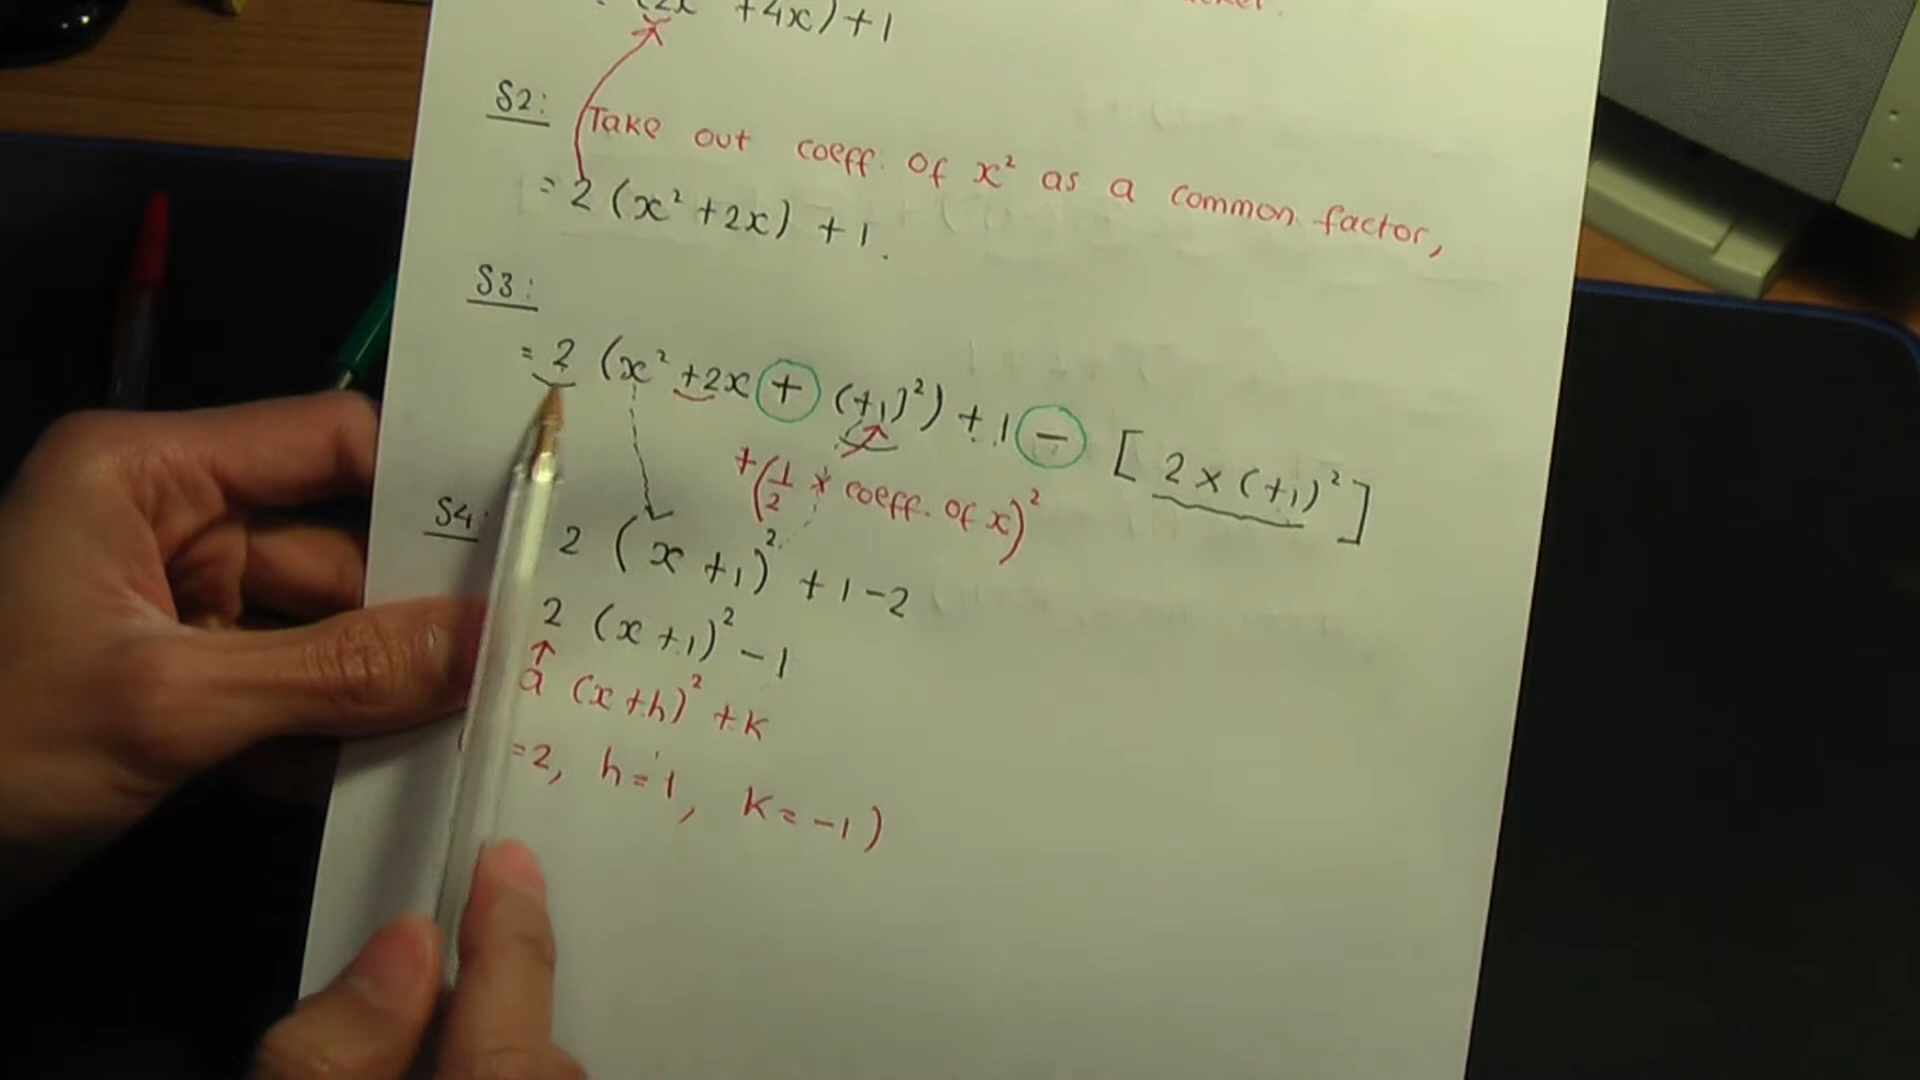 (2x² +4x) + 1
S2: Take out coeff. of x² as a common factor,
= 2 (x² + 2x) + 1.
S3:
= 2 (x² +2x + (+1)²) + 1 - [ 2 × (+1)² ]
+(1/2 * coeff. of x)²
S4: 2 (x +1)² + 1 - 2
2 (x +1)² - 1
a (x +h)² + k
=2, h = 1, k = -1)